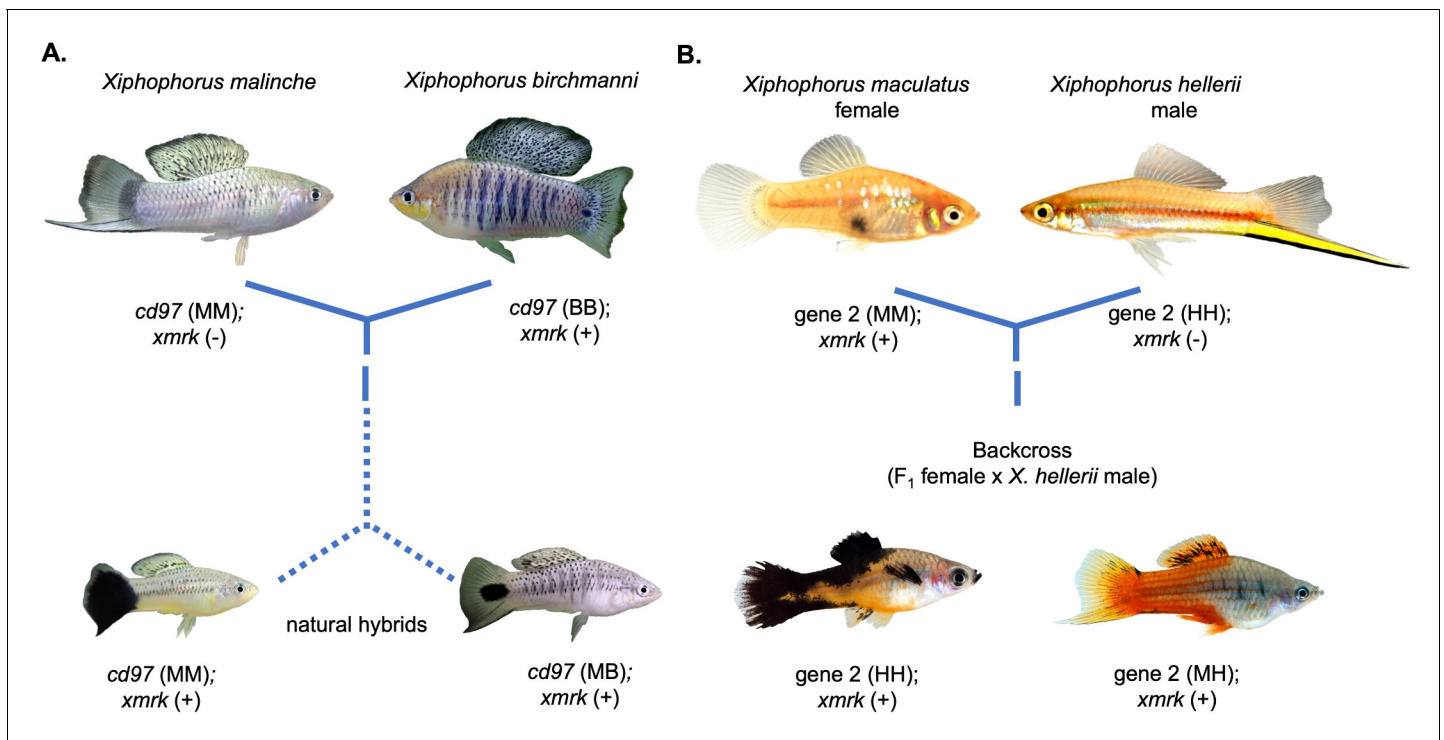 A.
Xiphophorus malinche
Xiphophorus birchmanni
cd97 (MM);
xmrk (-)
cd97 (BB);
xmrk (+)
natural hybrids
cd97 (MM);
xmrk (+)
cd97 (MB);
xmrk (+)
B.
Xiphophorus maculatus
female
Xiphophorus hellerii
male
gene 2 (MM);
xmrk (+)
gene 2 (HH);
xmrk (-)
Backcross
(F₁ female x X. hellerii male)
gene 2 (HH);
xmrk (+)
gene 2 (MH);
xmrk (+)